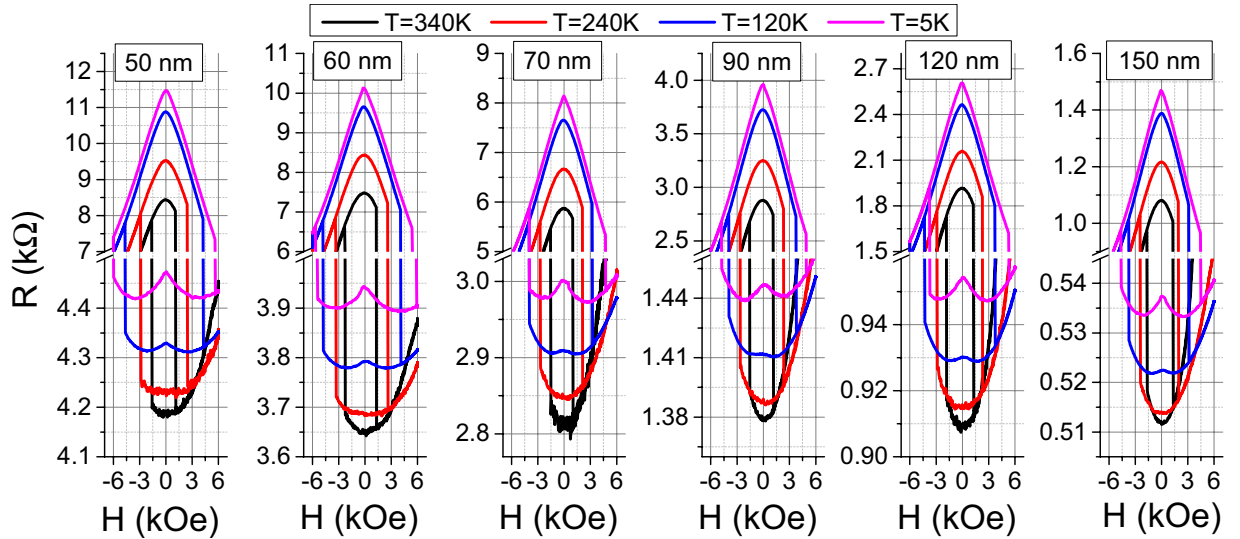 T=340K T=240K T=120K T=5K
50 nm 60 nm 70 nm 90 nm 120 nm 150 nm
R (kΩ)
12 11 10 9 8 7 4.4 4.3 4.2 4.1
11 10 9 8 7 6 3.9 3.8 3.7 3.6
9 8 7 6 5 3.0 2.9 2.8
4.0 3.5 3.0 2.5 1.44 1.41 1.38
2.7 2.4 2.1 1.8 1.5 0.94 0.92 0.90
1.6 1.4 1.2 1.0 0.54 0.53 0.52 0.51
-6 -3 0 3 6 -6 -3 0 3 6 -6 -3 0 3 6 -6 -3 0 3 6 -6 -3 0 3 6 -6 -3 0 3 6
H (kOe) H (kOe) H (kOe) H (kOe) H (kOe) H (kOe)